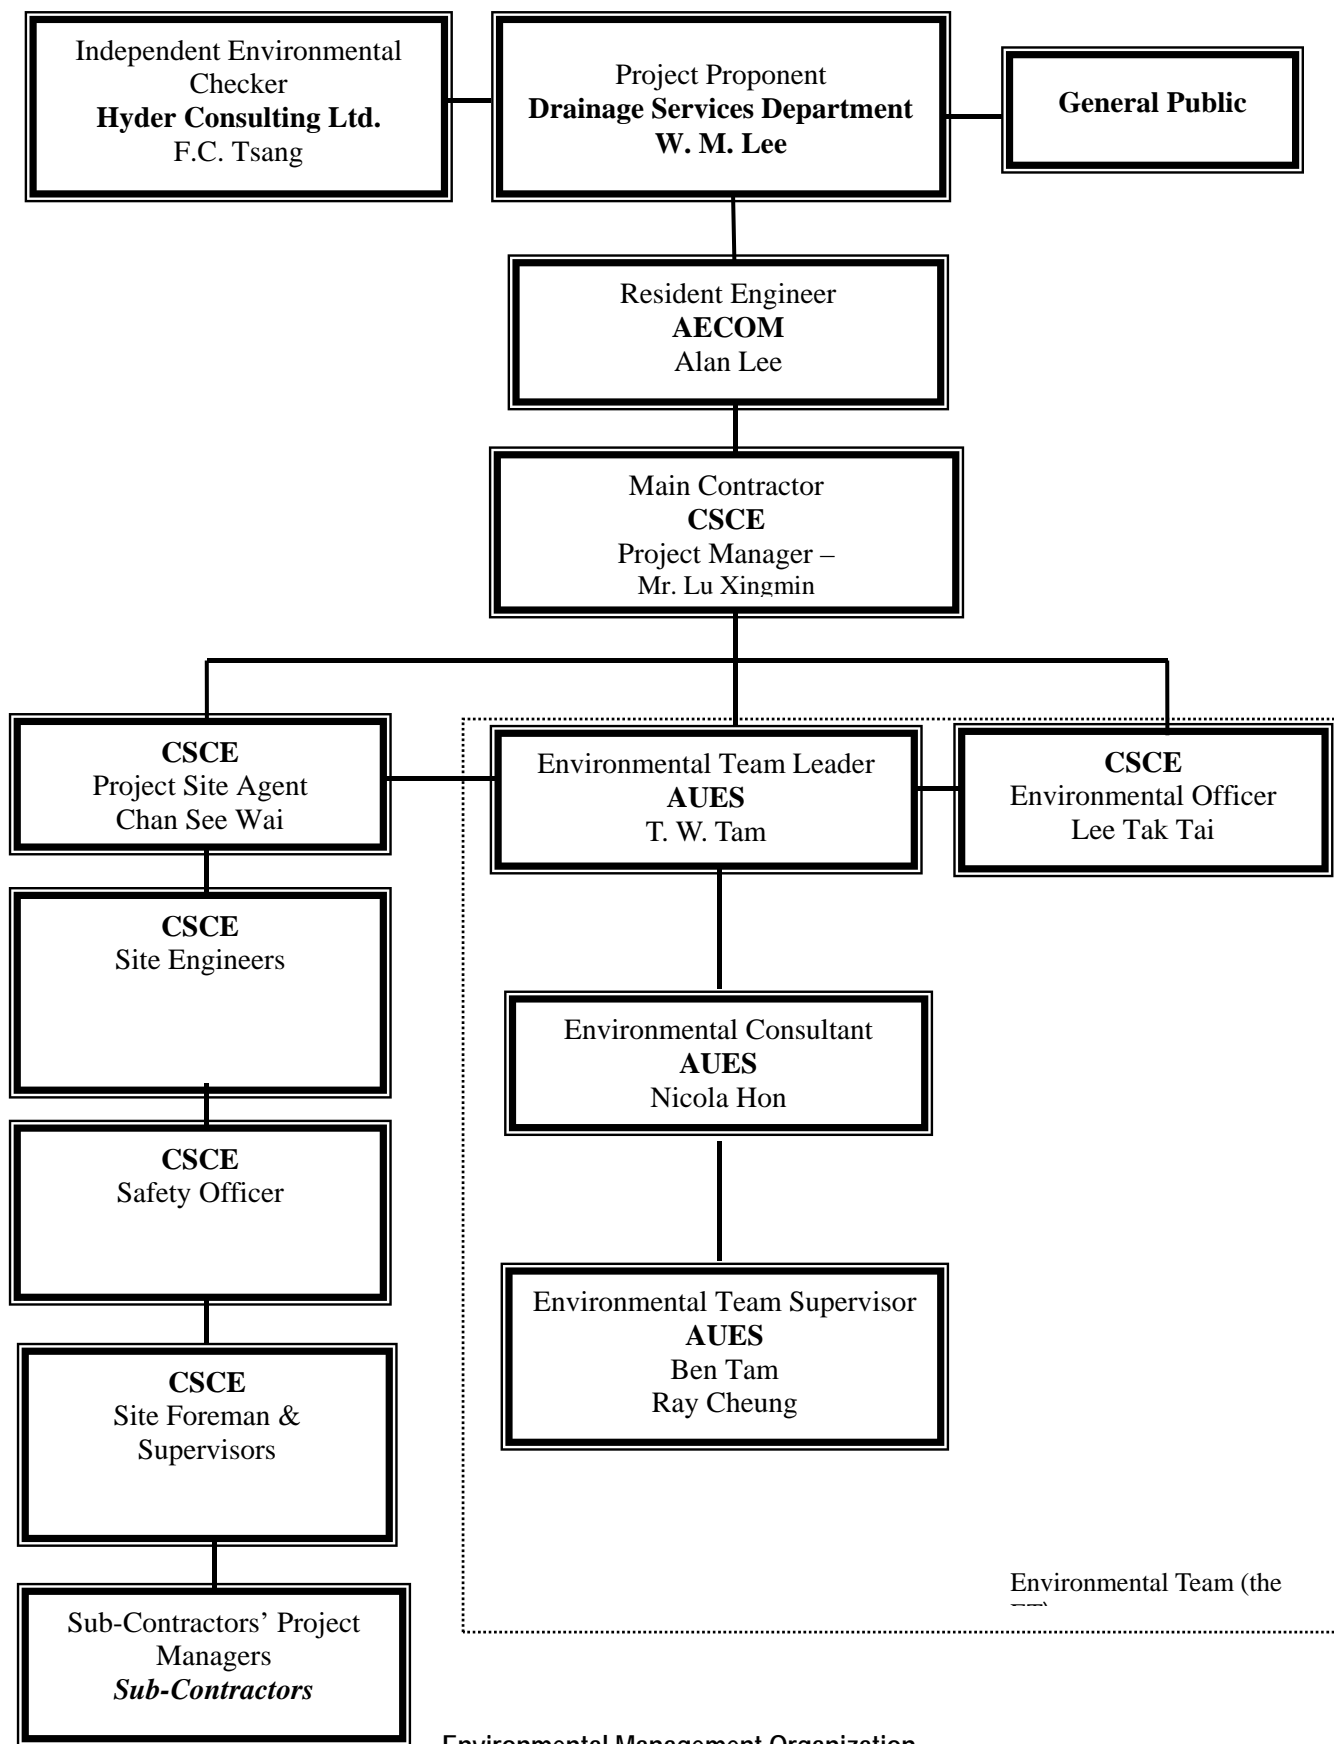 Independent Environmental
Checker
Hyder Consulting Ltd.
F.C. Tsang
Project Proponent
Drainage Services Department
W. M. Lee
General Public
Resident Engineer
AECOM
Alan Lee
Main Contractor
CSCE
Project Manager –
Mr. Lu Xingmin
CSCE
Project Site Agent
Chan See Wai
Environmental Team Leader
AUES
T. W. Tam
CSCE
Environmental Officer
Lee Tak Tai
CSCE
Site Engineers
Environmental Consultant
AUES
Nicola Hon
CSCE
Safety Officer
Environmental Team Supervisor
AUES
Ben Tam
Ray Cheung
CSCE
Site Foreman &
Supervisors
Environmental Team (the
Sub-Contractors’ Project
Managers
Sub-Contractors
Environmental Management Organization